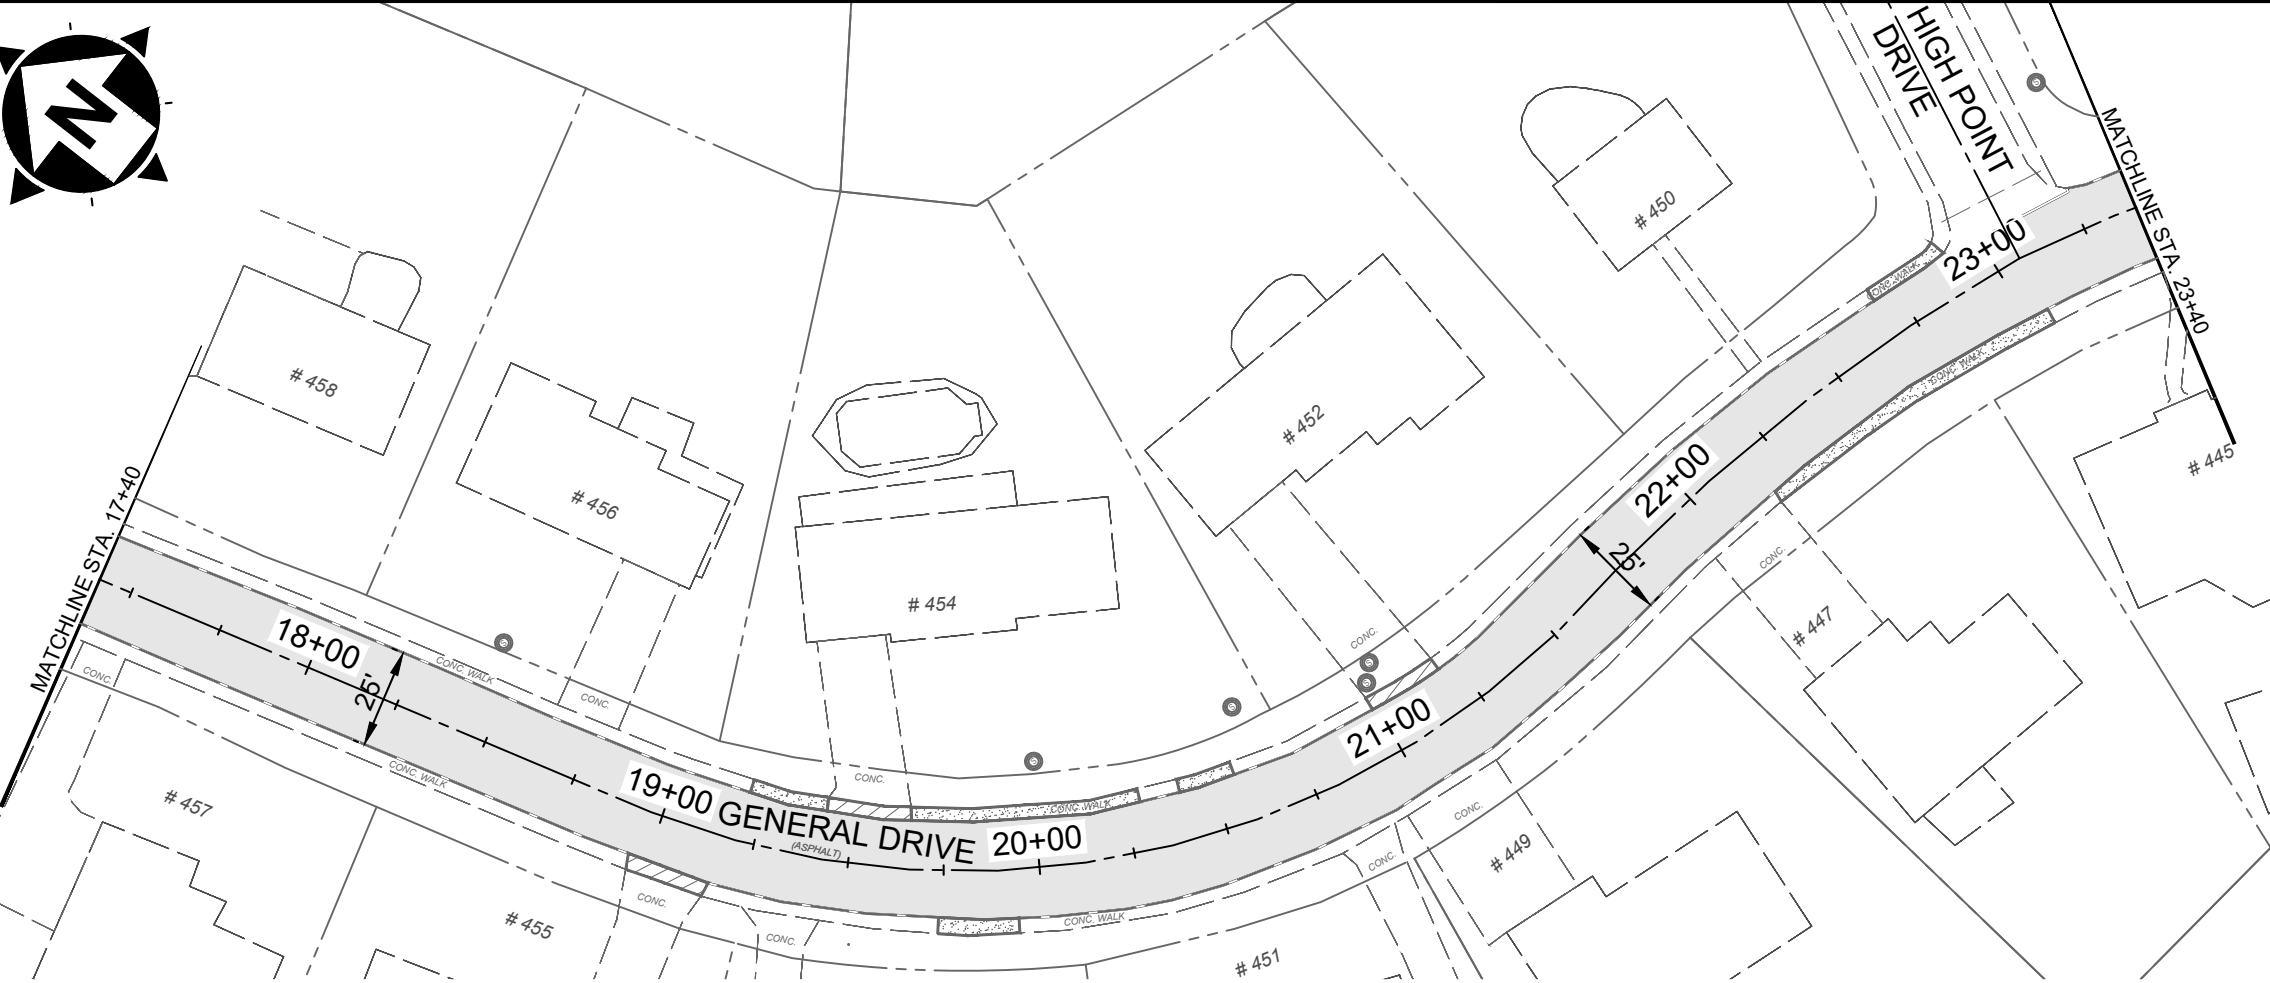 N
HIGH POINT
DRIVE
MATCHLINE STA. 23+40
# 450
23+00
CONC. WALK
# 458
# 452
CONC. WALK
# 445
MATCHLINE STA. 17+40
# 456
22+00
25'
CONC.
# 454
18+00
CONC. WALK
CONC.
# 447
CONC.
25'
CONC.
21+00
CONC. WALK
CONC.
19+00
GENERAL DRIVE
(ASPHALT)
20+00
CONC. WALK
# 457
CONC.
# 449
CONC.
CONC.
# 455
CONC. WALK
CONC.
# 451